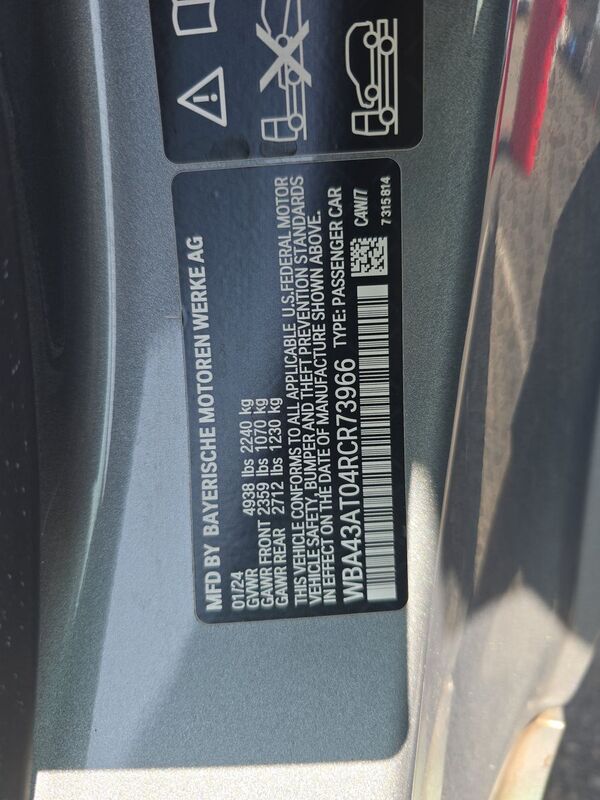 MFD BY BAYERISCHE MOTOREN WERKE AG
01/24
GVWR 4938 lbs 2240 kg
GAWR FRONT 2359 lbs 1070 kg
GAWR REAR 2712 lbs 1230 kg
THIS VEHICLE CONFORMS TO ALL APPLICABLE U.S.FEDERAL MOTOR
VEHICLE SAFETY, BUMPER AND THEFT PREVENTION STANDARDS
IN EFFECT ON THE DATE OF MANUFACTURE SHOWN ABOVE.
WBA43AT04RCR73966 TYPE: PASSENGER CAR
C4W/7
7315814